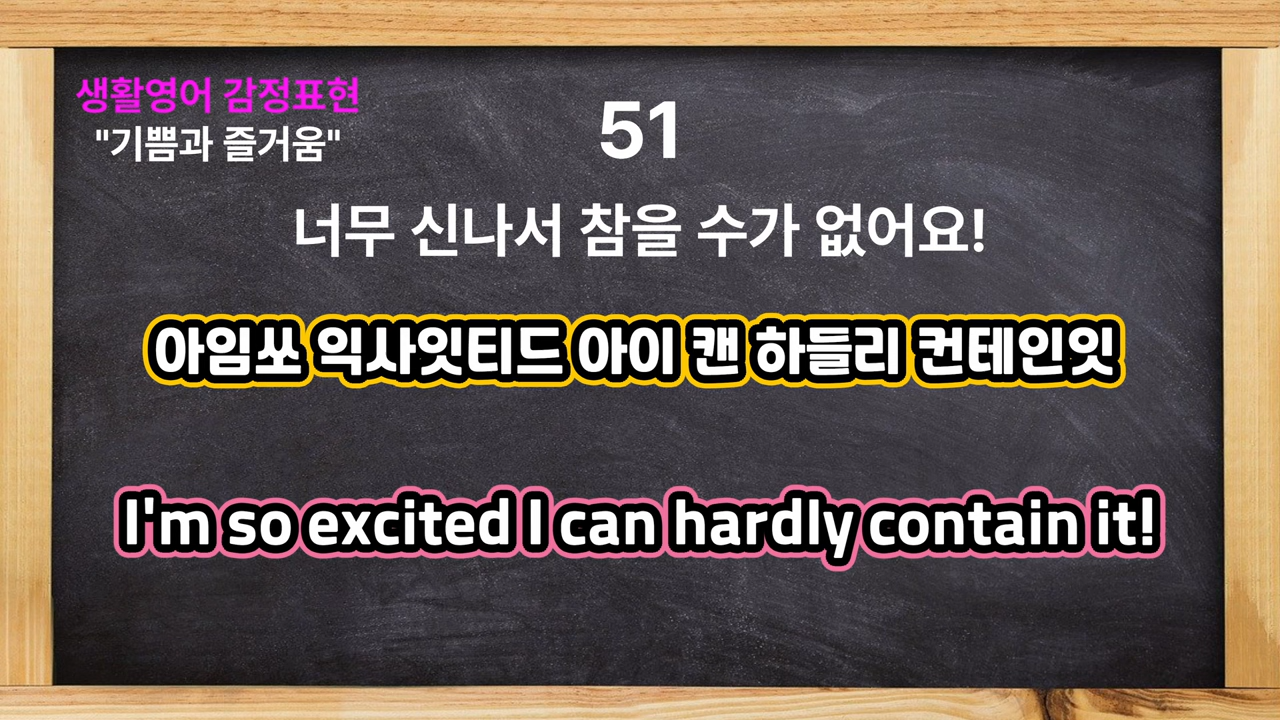 생활영어 감정표현
"기쁨과 즐거움"
51
너무 신나서 참을 수가 없어요!
아임쏘 익사잇티드 아이 캔 하들리 컨테인잇
I'm so excited I can hardly contain it!